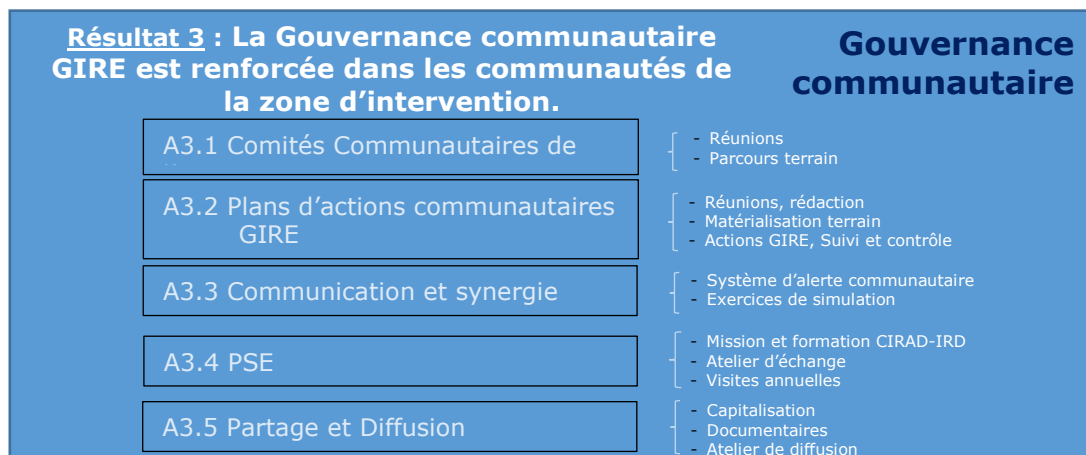 Résultat 3 : La Gouvernance communautaire
GIRE est renforcée dans les communautés de
la zone d'intervention.
Gouvernance
communautaire
A3.1 Comités Communautaires de
- Réunions
- Parcours terrain
A3.2 Plans d'actions communautaires
GIRE
- Réunions, rédaction
- Matérialisation terrain
- Actions GIRE, Suivi et contrôle
A3.3 Communication et synergie
- Système d'alerte communautaire
- Exercices de simulation
A3.4 PSE
- Mission et formation CIRAD-IRD
- Atelier d'échange
- Visites annuelles
A3.5 Partage et Diffusion
- Capitalisation
- Documentaires
- Atelier de diffusion